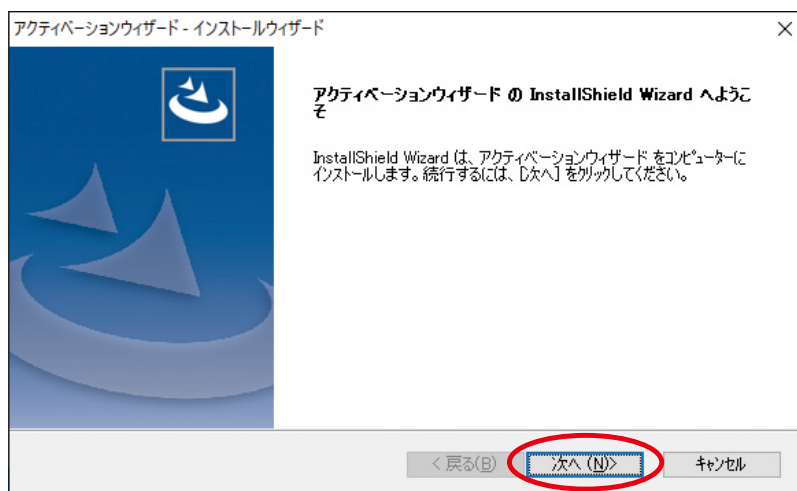 アクティベーションウィザード - インストールウィザード
アクティベーションウィザード の InstallShield Wizard へようこ
そ
InstallShield Wizard は、アクティベーションウィザード をコンピューターに
インストールします。続行するには、[次へ] をクリックしてください。
< 戻る(B) 次へ (N)> キャンセル